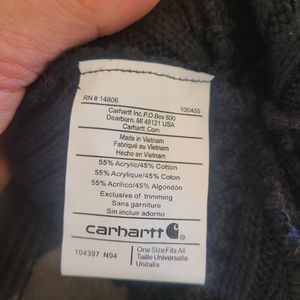 RN # 14806 100455
Carhartt Inc.P.O.Box 600
Dearborn, MI 48121 USA
Carhartt.Com
Made in Vietnam
Fabriqué au Vietnam
Hecho en Vietnam
55% Acrylic/45% Cotton
55% Acrylique/45% Coton
55% Acrílico/45% Algodón
Exclusive of trimming
Sans garniture
Sin incluir adorno
carhartt
104397 N04
One Size Fits All
Taille Universelle
Unitalla